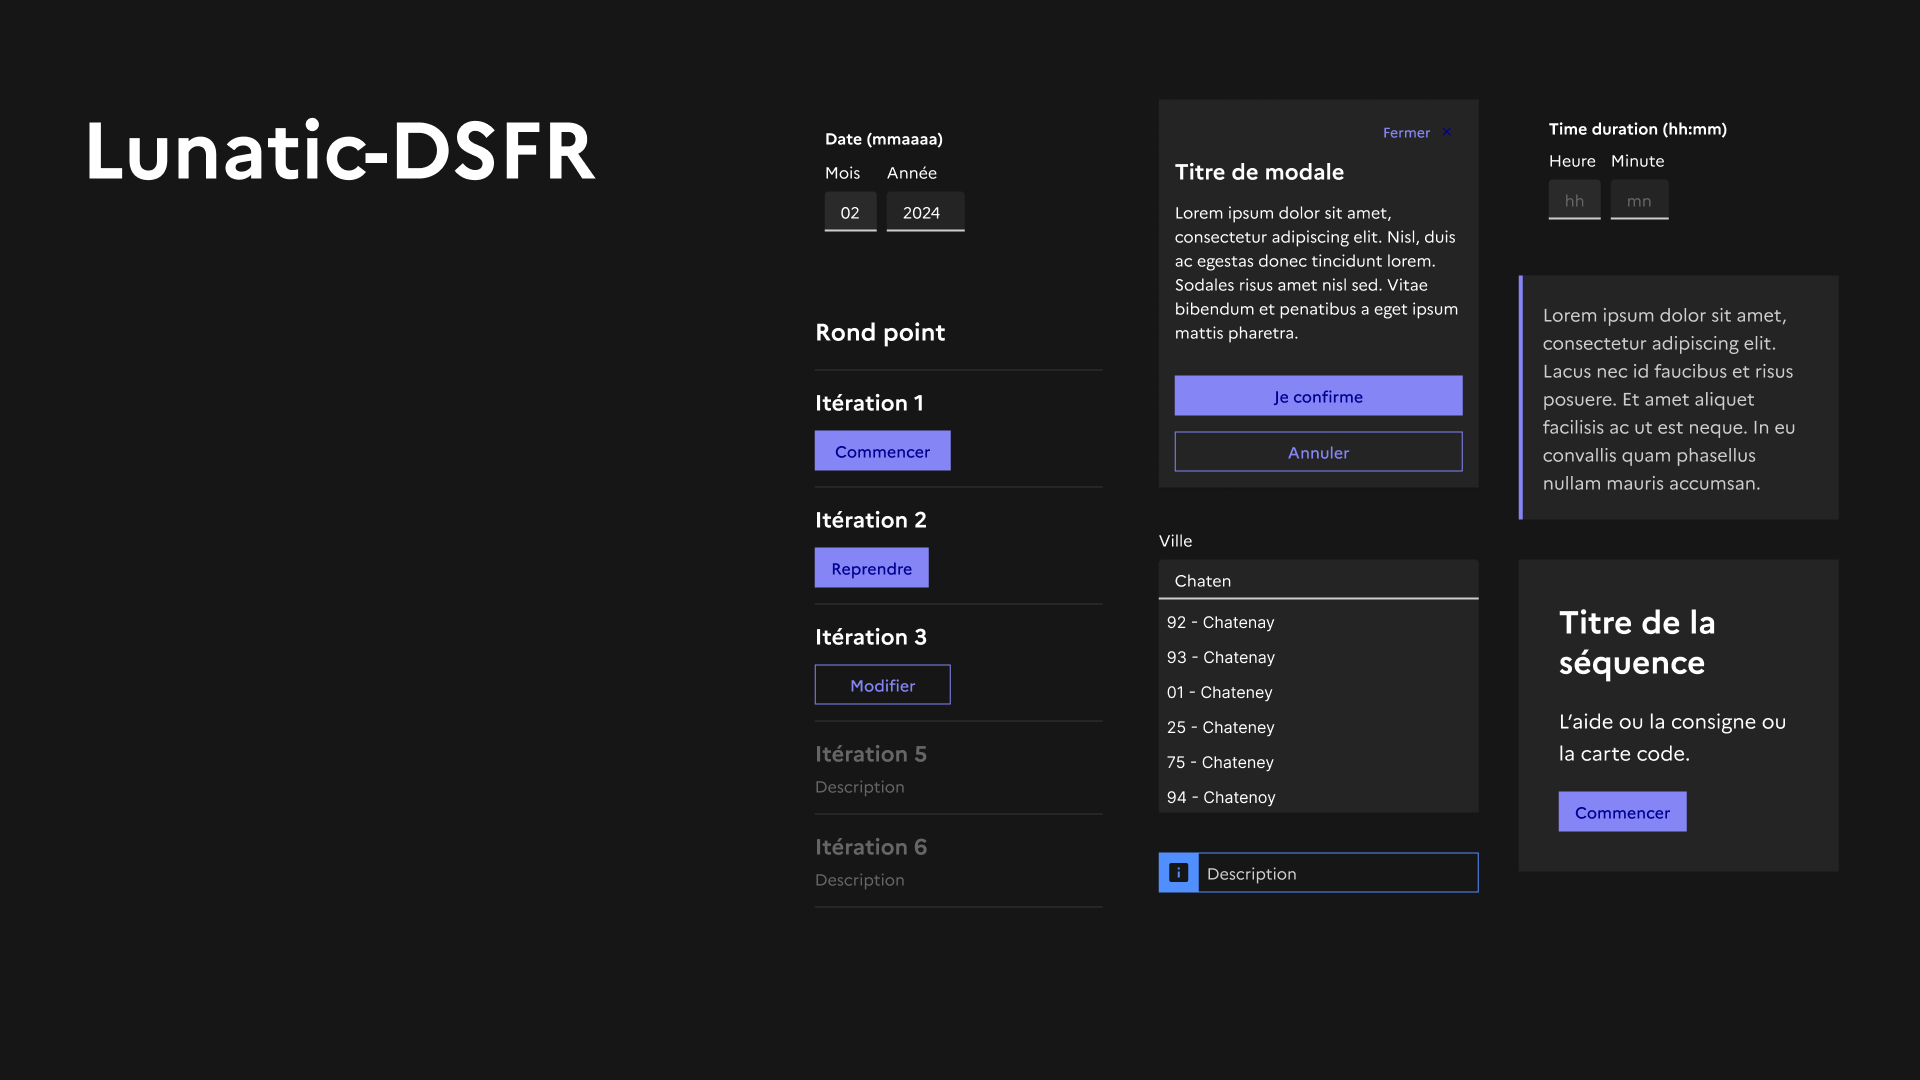 Lunatic-DSFR
Date (mmaaaa)
Mois Année
02 2024
Rond point
Itération 1
Commencer
Itération 2
Reprendre
Itération 3
Modifier
Itération 5
Description
Itération 6
Description
Fermer ×
Titre de modale
Lorem ipsum dolor sit amet,
consectetur adipiscing elit. Nisl, duis
ac egestas donec tincidunt lorem.
Sodales risus amet nisl sed. Vitae
bibendum et penatibus a eget ipsum
mattis pharetra.
Je confirme
Annuler
Ville
Chaten
92 - Chatenay
93 - Chatenay
01 - Chateney
25 - Chateney
75 - Chateney
94 - Chatenoy
Description
Time duration (hh:mm)
Heure Minute
hh mn
Lorem ipsum dolor sit amet,
consectetur adipiscing elit.
Lacus nec id faucibus et risus
posuere. Et amet aliquet
facilisis ac ut est neque. In eu
convallis quam phasellus
nullam mauris accumsan.
Titre de la
séquence
L‘aide ou la consigne ou
la carte code.
Commencer